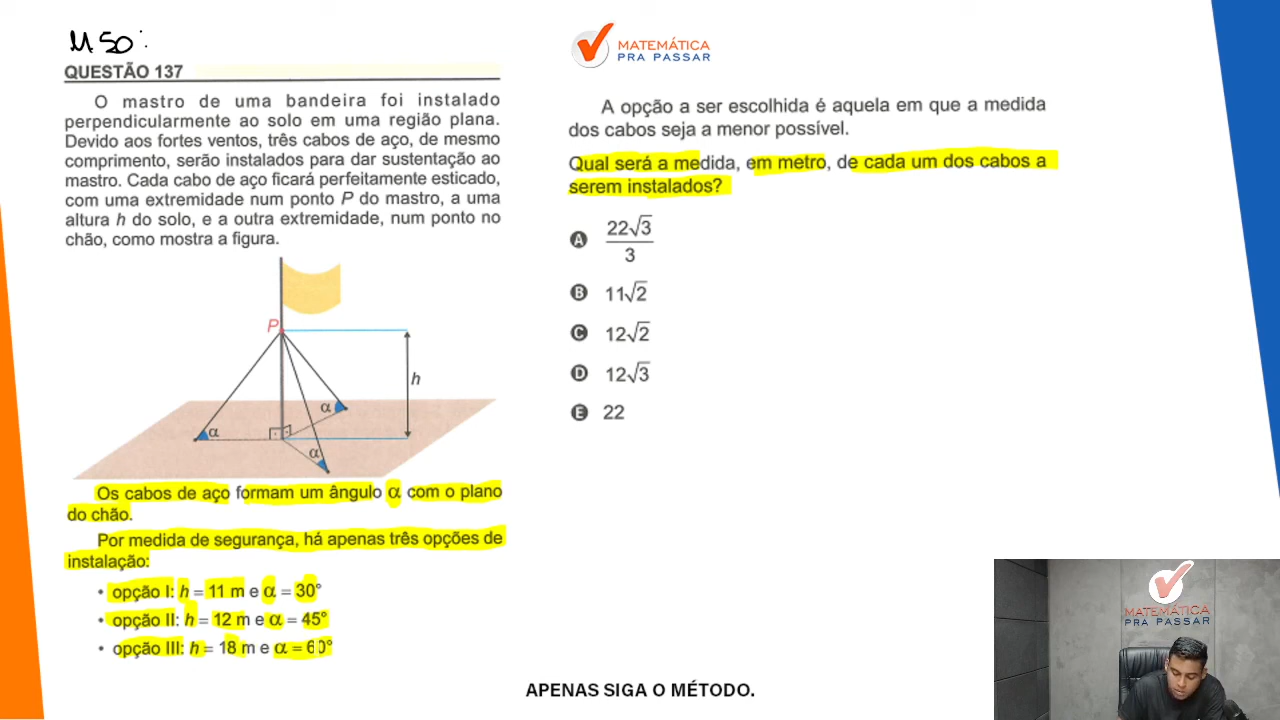 M50:
QUESTÃO 137
O mastro de uma bandeira foi instalado
perpendicularmente ao solo em uma região plana.
Devido aos fortes ventos, três cabos de aço, de mesmo
comprimento, serão instalados para dar sustentação ao
mastro. Cada cabo de aço ficará perfeitamente esticado,
com uma extremidade num ponto P do mastro, a uma
altura h do solo, e a outra extremidade, num ponto no
chão, como mostra a figura.
P
h
α
α
α
Os cabos de aço formam um ângulo α com o plano
do chão.
Por medida de segurança, há apenas três opções de
instalação:
• opção I: h = 11 m e α = 30°
• opção II: h = 12 m e α = 45°
• opção III: h = 18 m e α = 60°
MATEMÁTICA
PRA PASSAR
A opção a ser escolhida é aquela em que a medida
dos cabos seja a menor possível.
Qual será a medida, em metro, de cada um dos cabos a
serem instalados?
A 22√3/3
B 11√2
C 12√2
D 12√3
E 22
MATEMÁTICA
PRA PASSAR
APENAS SIGA O MÉTODO.